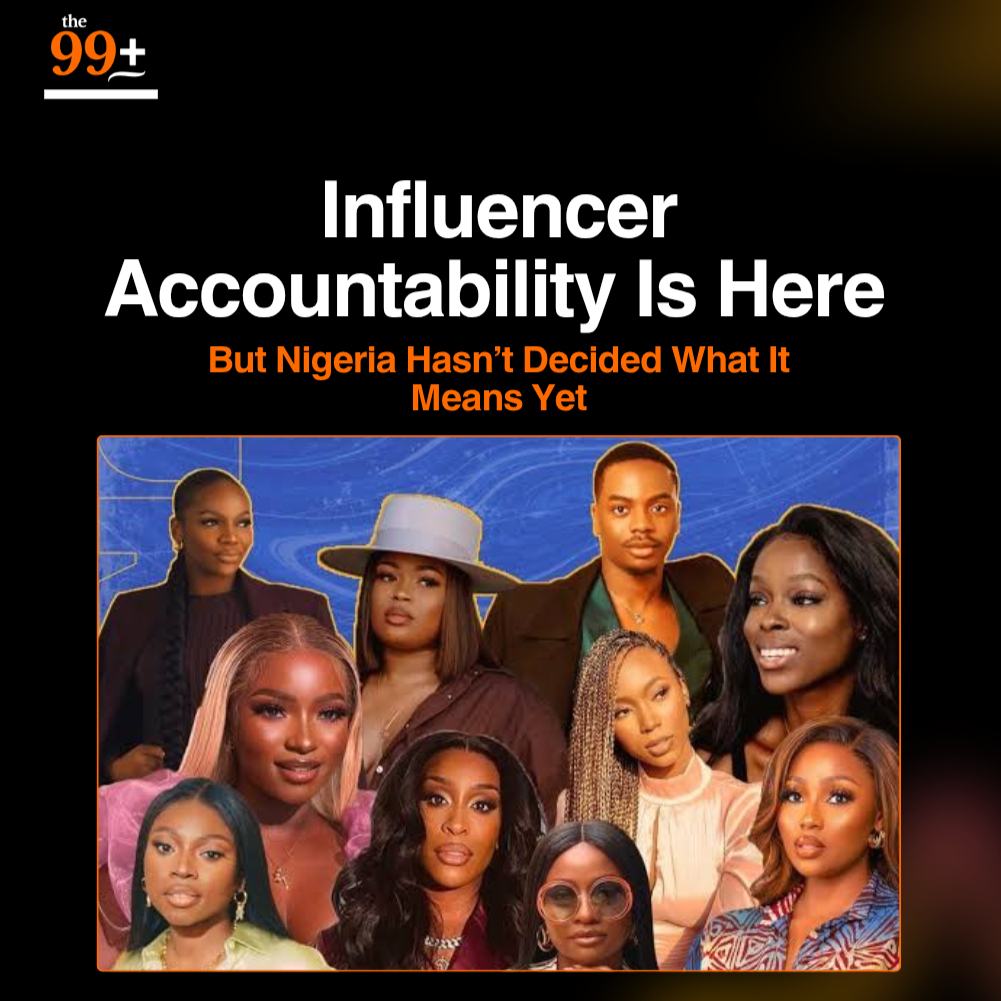 the
99+
Influencer
Accountability Is Here
But Nigeria Hasn’t Decided What It
Means Yet